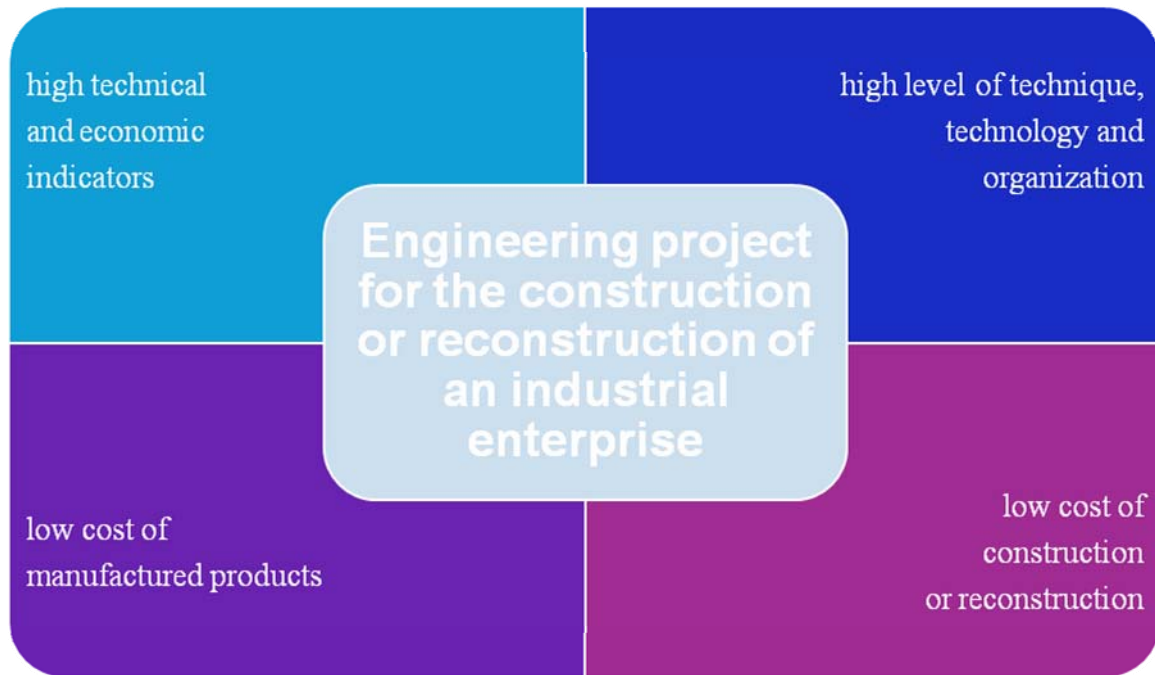 high technical
and economic
indicators
high level of technique,
technology and
organization
Engineering project
for the construction
or reconstruction of
an industrial
enterprise
low cost of
manufactured products
low cost of
construction
or reconstruction